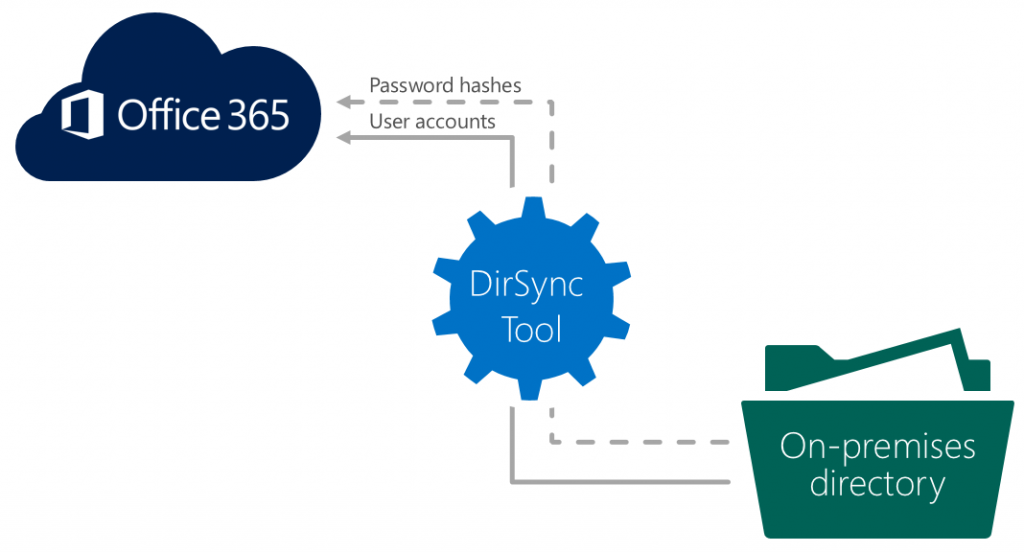 Office 365
Password hashes
User accounts
DirSync
Tool
On-premises
directory